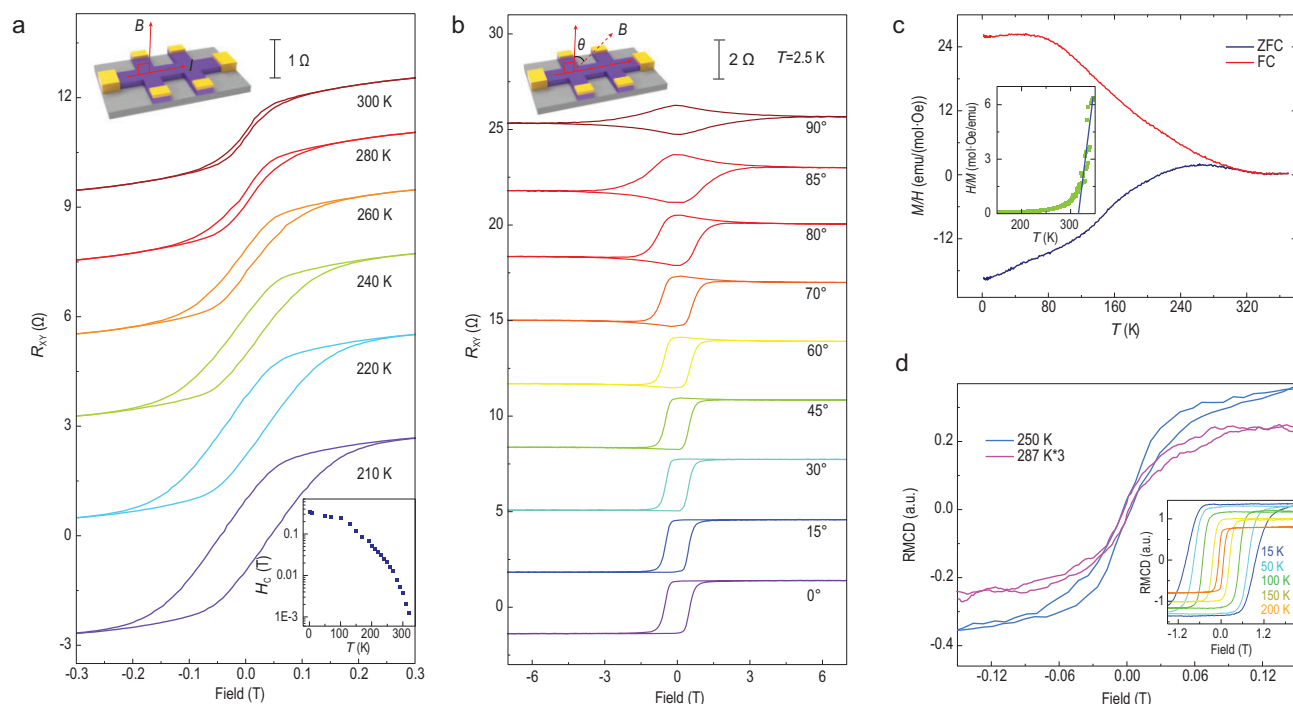 a
B
1 Ω
300 K
280 K
260 K
240 K
220 K
210 K
12
9
6
3
0
-3
R_XY (Ω)
-0.3
-0.2
-0.1
0.0
0.1
0.2
0.3
Field (T)
0.1
0.01
1E-3
H_C (T)
0
100
200
300
T (K)
b
θ
B
2 Ω
T=2.5 K
90°
85°
80°
70°
60°
45°
30°
15°
0°
25
20
15
10
5
0
R_XY (Ω)
-6
-3
0
3
6
Field (T)
c
ZFC
FC
26
12
0
-12
M/H (emu/(mol·Oe))
0
80
160
240
320
T (K)
6
3
0
H/M (mol·Oe/emu)
200
300
T (K)
d
250 K
287 K*3
0.2
0.0
-0.2
-0.4
RMCD (a.u.)
-0.12
-0.06
0.00
0.06
0.12
Field (T)
1
0
-1
RMCD (a.u.)
15 K
50 K
100 K
150 K
200 K
-1.2
0.0
1.2
Field (T)